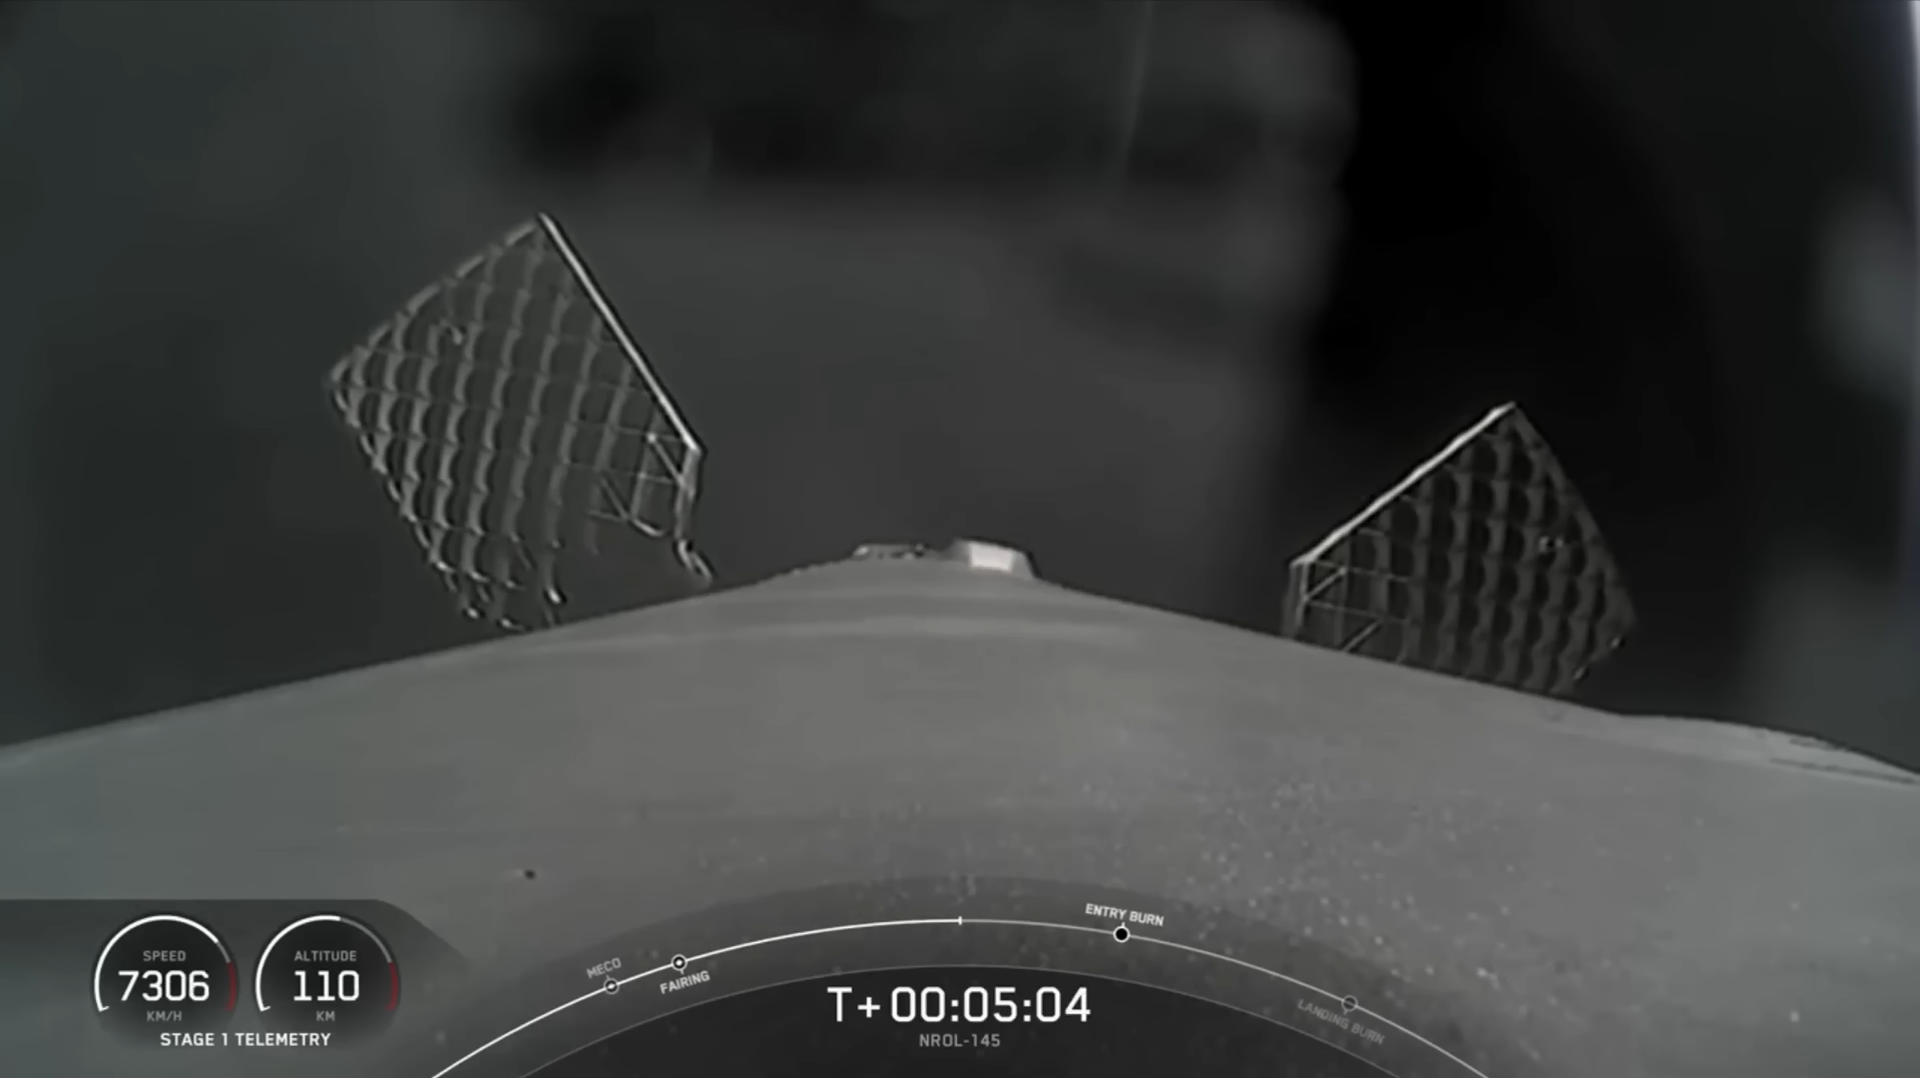 ENTRY BURN
MECO
FAIRING
LANDING BURN
SPEED
7306
KM/H
ALTITUDE
110
KM
STAGE 1 TELEMETRY
T+00:05:04
NROL-145